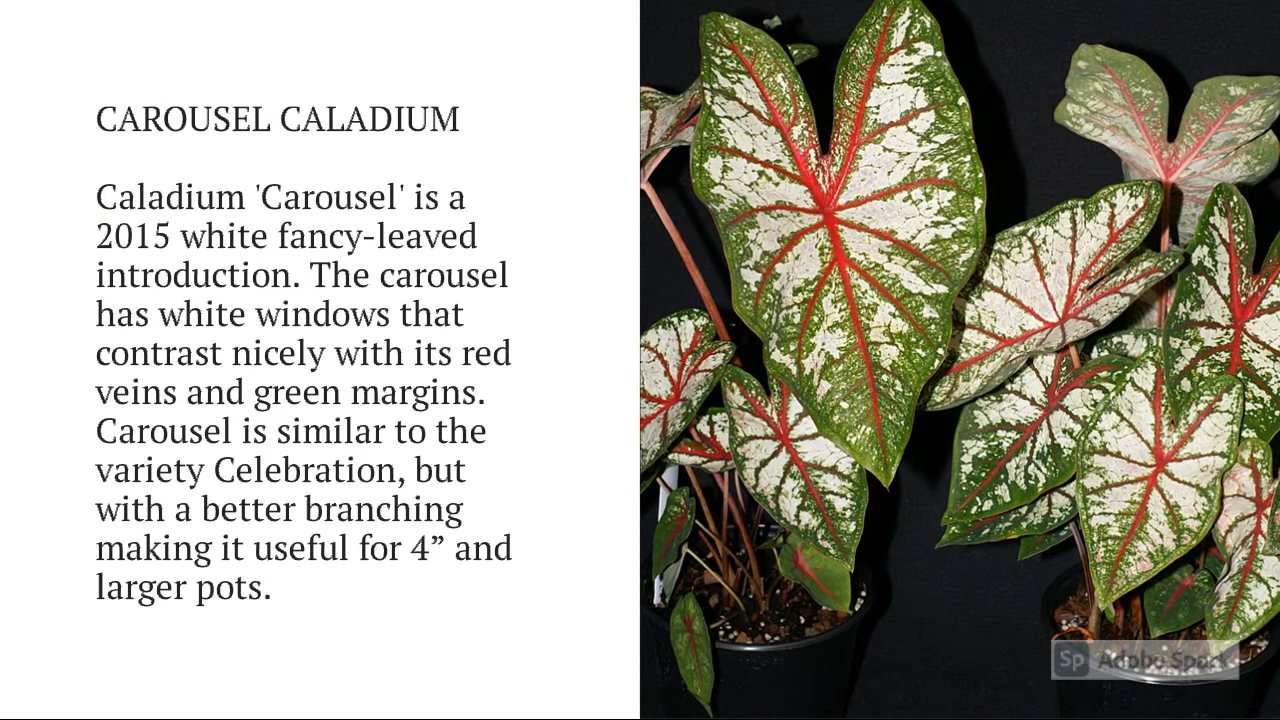 CAROUSEL CALADIUM
Caladium 'Carousel' is a
2015 white fancy-leaved
introduction. The carousel
has white windows that
contrast nicely with its red
veins and green margins.
Carousel is similar to the
variety Celebration, but
with a better branching
making it useful for 4” and
larger pots.
Sp Adobe Spark